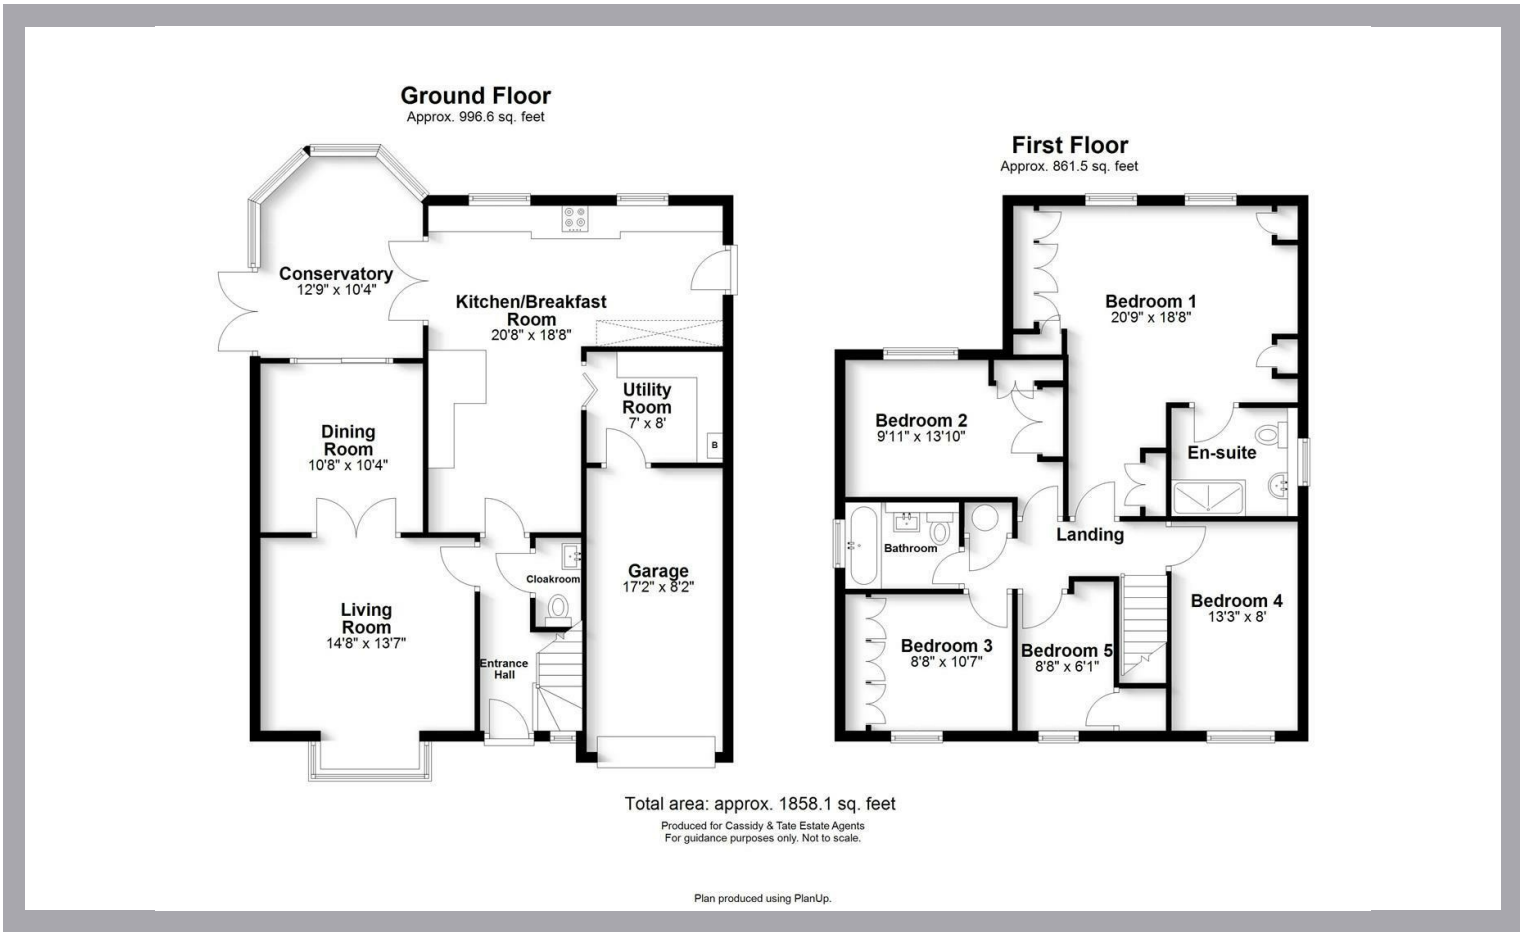 Ground Floor
Approx. 996.6 sq. feet
Conservatory
12'9" x 10'4"
Kitchen/Breakfast
Room
20'8" x 18'8"
Utility
Room
7' x 8'
B
Dining
Room
10'8" x 10'4"
Cloakroom
Garage
17'2" x 8'2"
Living
Room
14'8" x 13'7"
Entrance
Hall
First Floor
Approx. 861.5 sq. feet
Bedroom 1
20'9" x 18'8"
Bedroom 2
9'11" x 13'10"
En-suite
Landing
Bathroom
Bedroom 4
13'3" x 8'
Bedroom 3
8'8" x 10'7"
Bedroom 5
8'8" x 6'1"
Total area: approx. 1858.1 sq. feet
Produced for Cassidy & Tate Estate Agents
For guidance purposes only. Not to scale.
Plan produced using PlanUp.